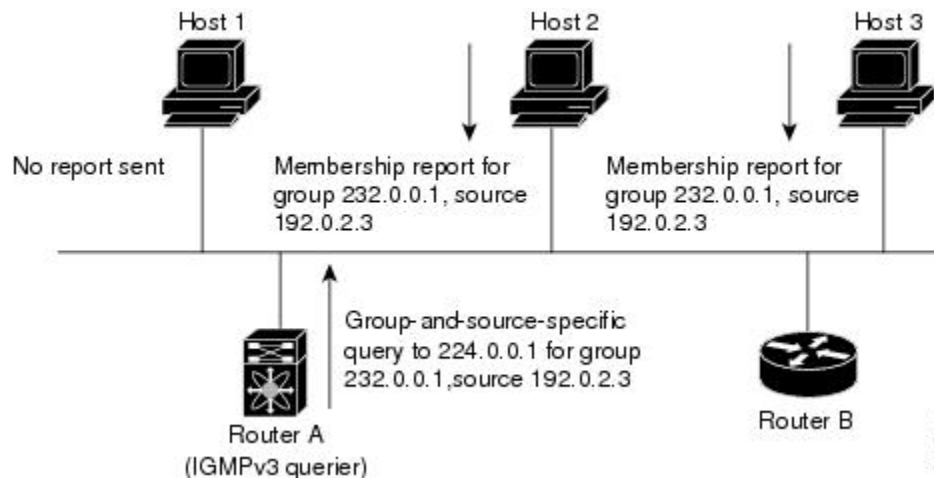 Host 1
Host 2
Host 3
No report sent
Membership report for
group 232.0.0.1, source
192.0.2.3
Membership report for
group 232.0.0.1, source
192.0.2.3
Group-and-source-specific
query to 224.0.0.1 for group
232.0.0.1,source 192.0.2.3
Router A
(IGMPv3 querier)
Router B